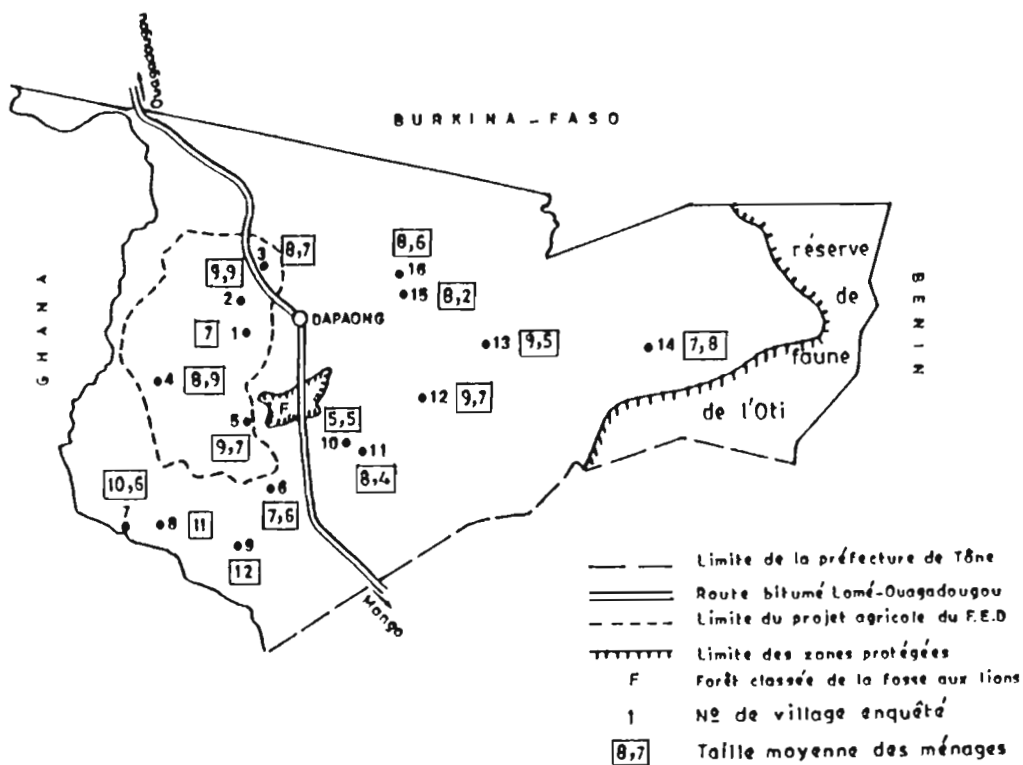 Ouagadougou
BURKINA-FASO
GHANA
BENIN
réserve
de
faune
de l'Oti
8,7
3
9,9
2
7
1
DAPAONG
8,6
16
15
8,2
13
9,5
14
7,8
4
8,9
12
9,7
F
5
9,7
5,5
10
11
8,4
10,6
7
8
11
6
7,6
9
12
Mango
Limite de la préfecture de Tône
Route bitumé Lomé-Ouagadougou
Limite du projet agricole du F.E.D
Limite des zones protégées
F Forêt classée de la fosse aux lions
1 Nº de village enquêté
8,7 Taille moyenne des ménages